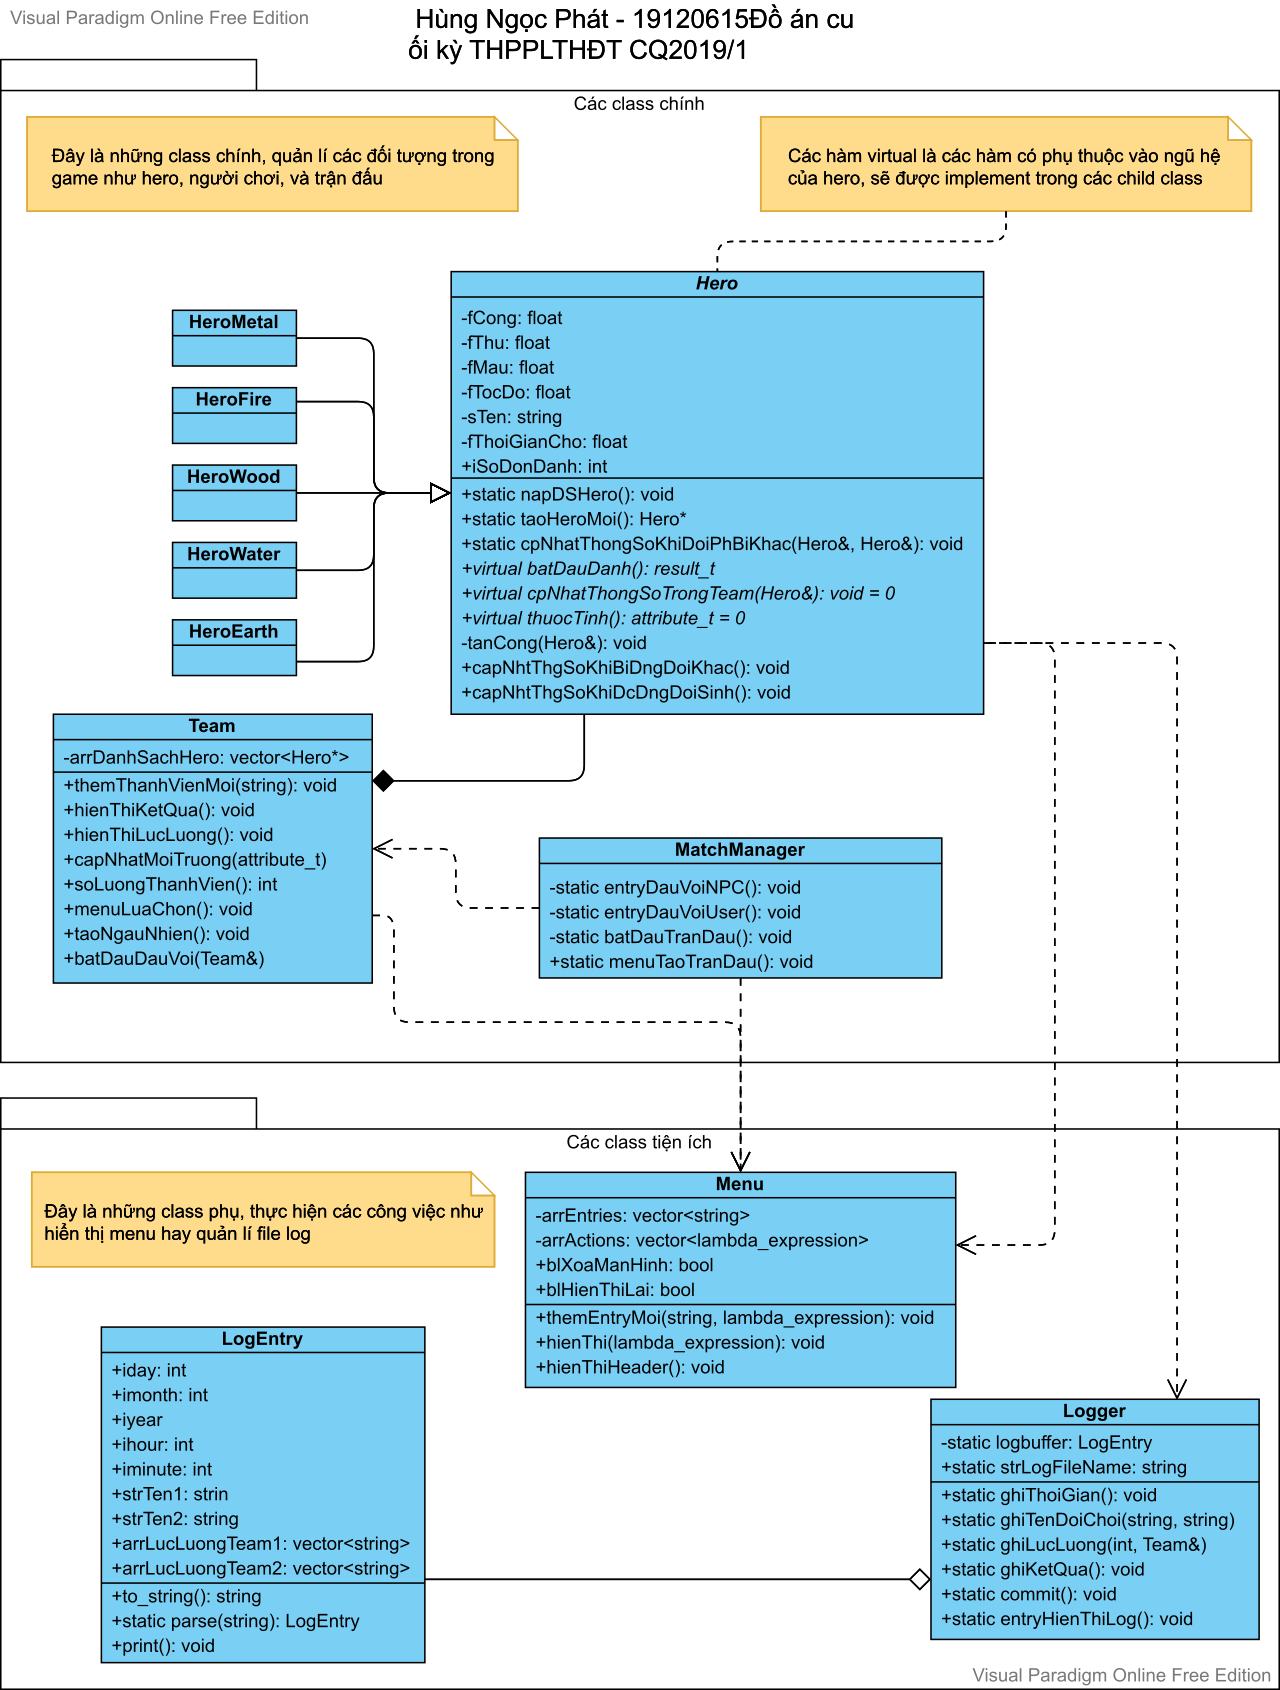 Visual Paradigm Online Free Edition
Hùng Ngọc Phát - 19120615Đồ án cu
ối kỳ THPPLTHĐT CQ2019/1
Các class chính
Đây là những class chính, quản lí các đối tượng trong
game như hero, người chơi, và trận đấu
Các hàm virtual là các hàm có phụ thuộc vào ngũ hệ
của hero, sẽ được implement trong các child class
Hero
-fCong: float
-fThu: float
-fMau: float
-fTocDo: float
-sTen: string
-fThoiGianCho: float
+iSoDonDanh: int
+static napDSHero(): void
+static taoHeroMoi(): Hero*
+static cpNhatThongSoKhiDoiPhBiKhac(Hero&, Hero&): void
+virtual batDauDanh(): result_t
+virtual cpNhatThongSoTrongTeam(Hero&): void = 0
+virtual thuocTinh(): attribute_t = 0
-tanCong(Hero&): void
+capNhtThgSoKhiBiDngDoiKhac(): void
+capNhtThgSoKhiDcDngDoiSinh(): void
HeroMetal
HeroFire
HeroWood
HeroWater
HeroEarth
Team
-arrDanhSachHero: vector<Hero*>
+themThanhVienMoi(string): void
+hienThiKetQua(): void
+hienThiLucLuong(): void
+capNhatMoiTruong(attribute_t)
+soLuongThanhVien(): int
+menuLuaChon(): void
+taoNgauNhien(): void
+batDauDauVoi(Team&)
MatchManager
-static entryDauVoiNPC(): void
-static entryDauVoiUser(): void
-static batDauTranDau(): void
+static menuTaoTranDau(): void
Các class tiện ích
Đây là những class phụ, thực hiện các công việc như
hiển thị menu hay quản lí file log
Menu
-arrEntries: vector<string>
-arrActions: vector<lambda_expression>
+blXoaManHinh: bool
+blHienThiLai: bool
+themEntryMoi(string, lambda_expression): void
+hienThi(lambda_expression): void
+hienThiHeader(): void
LogEntry
+iday: int
+imonth: int
+iyear
+ihour: int
+iminute: int
+strTen1: strin
+strTen2: string
+arrLucLuongTeam1: vector<string>
+arrLucLuongTeam2: vector<string>
+to_string(): string
+static parse(string): LogEntry
+print(): void
Logger
-static logbuffer: LogEntry
+static strLogFileName: string
+static ghiThoiGian(): void
+static ghiTenDoiChoi(string, string)
+static ghiLucLuong(int, Team&)
+static ghiKetQua(): void
+static commit(): void
+static entryHienThiLog(): void
Visual Paradigm Online Free Edition